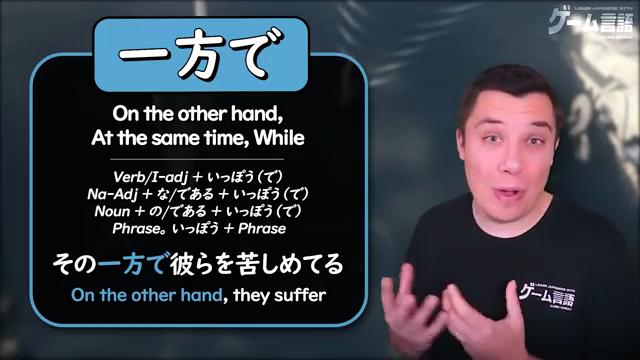 一方で
On the other hand,
At the same time, While
Verb/I-adj + いっぽう（で）
Na-Adj + な/である + いっぽう（で）
Noun + の/である + いっぽう（で）
Phrase。いっぽう + Phrase
その一方で彼らを苦しめてる
On the other hand, they suffer
LEARN JAPANESE WITH
ゲーム言語
ゲーム言語